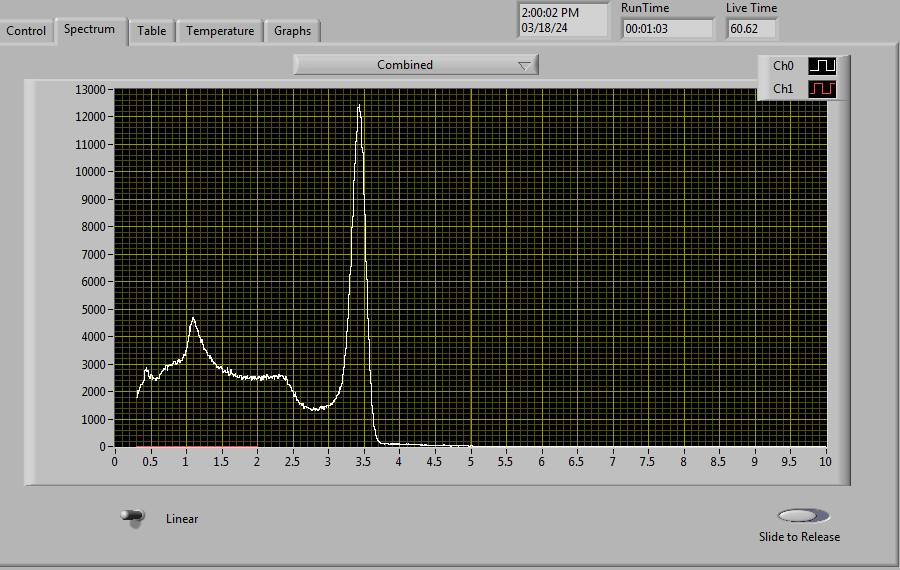 Control Spectrum Table Temperature Graphs
2:00:02 PM
03/18/24
RunTime
00:01:03
Live Time
60.62
Combined
Ch0
Ch1
13000
12000
11000
10000
9000
8000
7000
6000
5000
4000
3000
2000
1000
0
0 0.5 1 1.5 2 2.5 3 3.5 4 4.5 5 5.5 6 6.5 7 7.5 8 8.5 9 9.5 10
Linear
Slide to Release